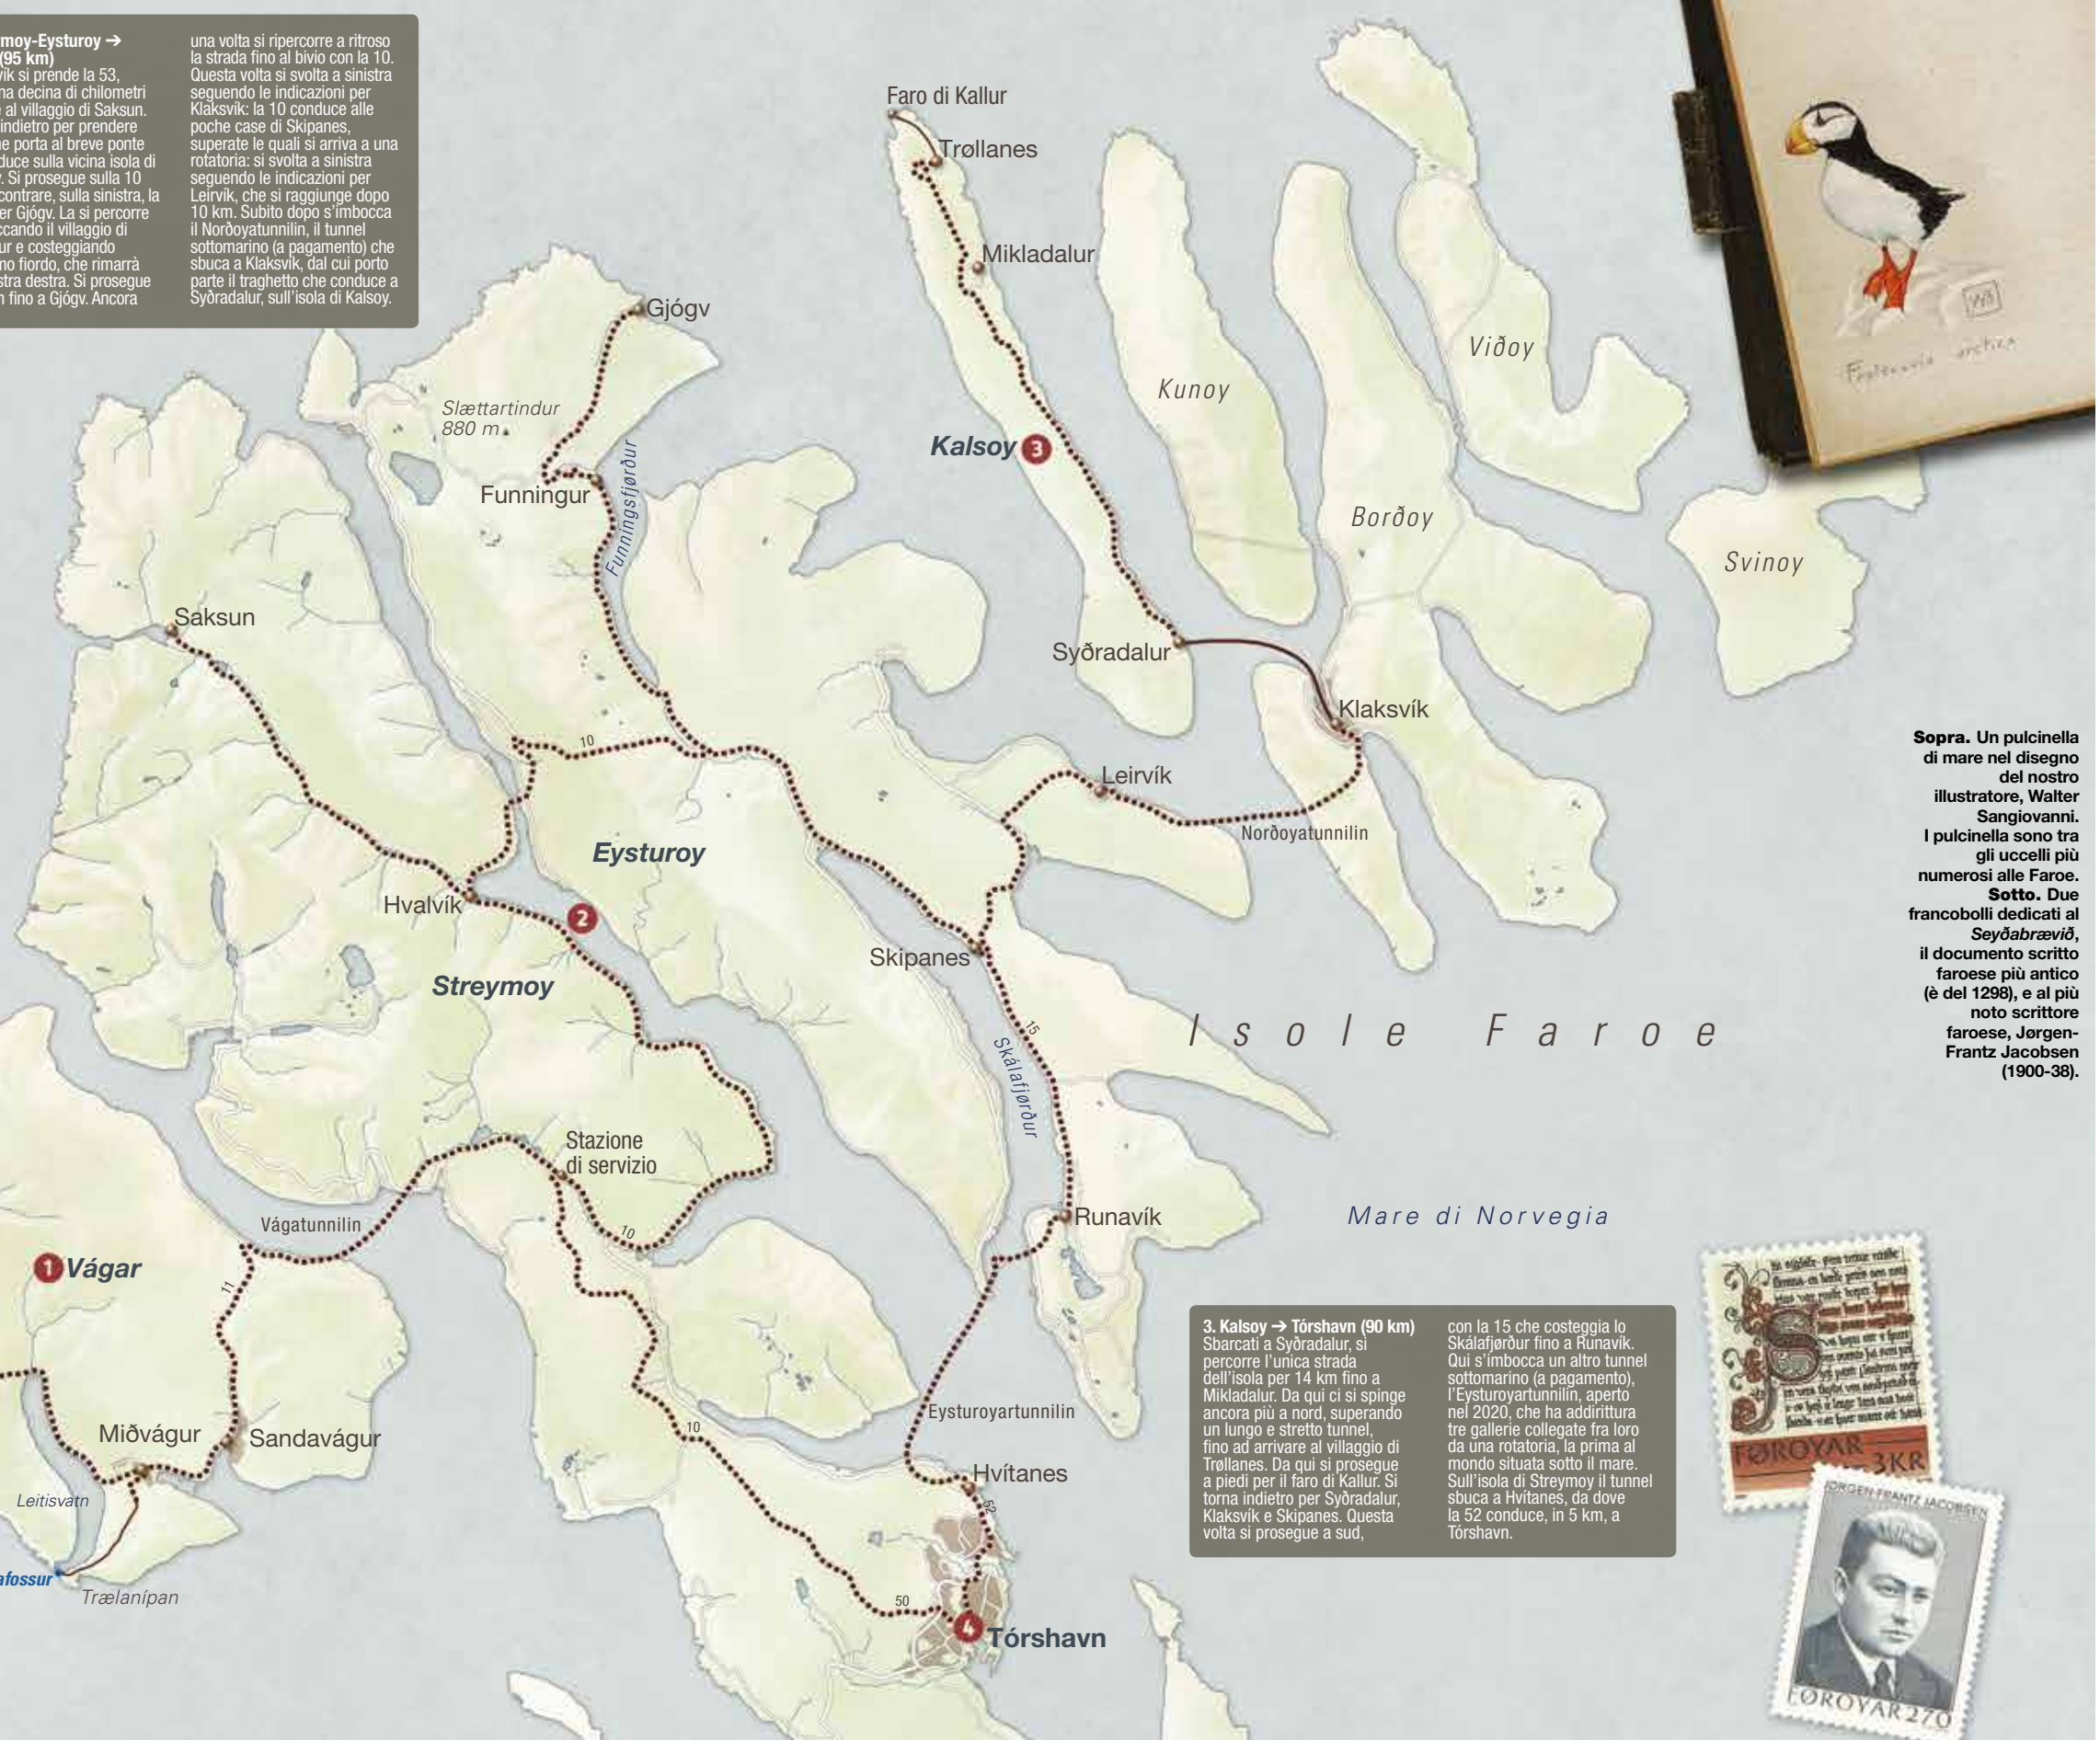 moy-Eysturoy ➔
(95 km)
vík si prende la 53,
na decina di chilometri
e al villaggio di Saksun.
indietro per prendere
ne porta al breve ponte
duce sulla vicina isola di
y. Si prosegue sulla 10
contrare, sulla sinistra, la
er Gjógv. La si percorre
ccando il villaggio di
ur e costeggiando
mo fiordo, che rimarrà
stra destra. Si prosegue
n fino a Gjógv. Ancora
una volta si ripercorre a ritroso
la strada fino al bivio con la 10.
Questa volta si svolta a sinistra
seguendo le indicazioni per
Klaksvík: la 10 conduce alle
poche case di Skipanes,
superate le quali si arriva a una
rotatoria: si svolta a sinistra
seguendo le indicazioni per
Leirvík, che si raggiunge dopo
10 km. Subito dopo s'imbocca
il Norðoyatunnilin, il tunnel
sottomarino (a pagamento) che
sbuca a Klaksvík, dal cui porto
parte il traghetto che conduce a
Syðradalur, sull'isola di Kalsoy.
Faro di Kallur
Trøllanes
Mikladalur
Gjógv
Slættartindur
880 m
Funningur
Funningsfjørður
Kalsoy 3
Kunoy
Viðoy
Borðoy
Svinoy
Fratercula arctica
Saksun
Syðradalur
Klaksvík
10
Leirvík
Norðoyatunnilin
Eysturoy
Hvalvík
2
Streymoy
Skipanes
15
Skálafjørður
Isole Faroe
Stazione
di servizio
Vágatunnilin
10
Runavík
Mare di Norvegia
1 Vágar
11
Miðvágur
Sandavágur
Leitisvatn
afossur
Trælanípan
10
Eysturoyartunnilin
Hvítanes
52
50
4 Tórshavn
Sopra. Un pulcinella
di mare nel disegno
del nostro
illustratore, Walter
Sangiovanni.
I pulcinella sono tra
gli uccelli più
numerosi alle Faroe.
Sotto. Due
francobolli dedicati al
Seyðabrævið,
il documento scritto
faroese più antico
(è del 1298), e al più
noto scrittore
faroese, Jørgen-
Frantz Jacobsen
(1900-38).
3. Kalsoy ➔ Tórshavn (90 km)
Sbarcati a Syðradalur, si
percorre l'unica strada
dell'isola per 14 km fino a
Mikladalur. Da qui ci si spinge
ancora più a nord, superando
un lungo e stretto tunnel,
fino ad arrivare al villaggio di
Trøllanes. Da qui si prosegue
a piedi per il faro di Kallur. Si
torna indietro per Syðradalur,
Klaksvík e Skipanes. Questa
volta si prosegue a sud,
con la 15 che costeggia lo
Skálafjørður fino a Runavík.
Qui s'imbocca un altro tunnel
sottomarino (a pagamento),
l'Eysturoyartunnilin, aperto
nel 2020, che ha addirittura
tre gallerie collegate fra loro
da una rotatoria, la prima al
mondo situata sotto il mare.
Sull'isola di Streymoy il tunnel
sbuca a Hvítanes, da dove
la 52 conduce, in 5 km, a
Tórshavn.
FØROYAR
3KR
JØRGEN-FRANTZ JACOBSEN
FØROYAR 270